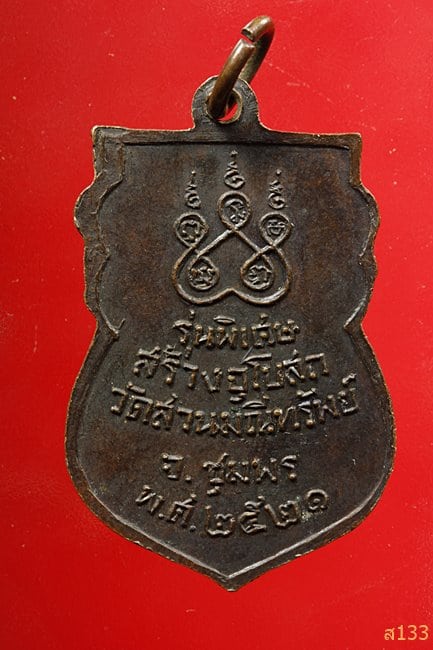 รุ่นพิเศษ
สร้างอุโบสถ
วัดสวนมณีทรัพย์
จ. ชุมพร
พ.ศ. ๒๕๒๑
ส133